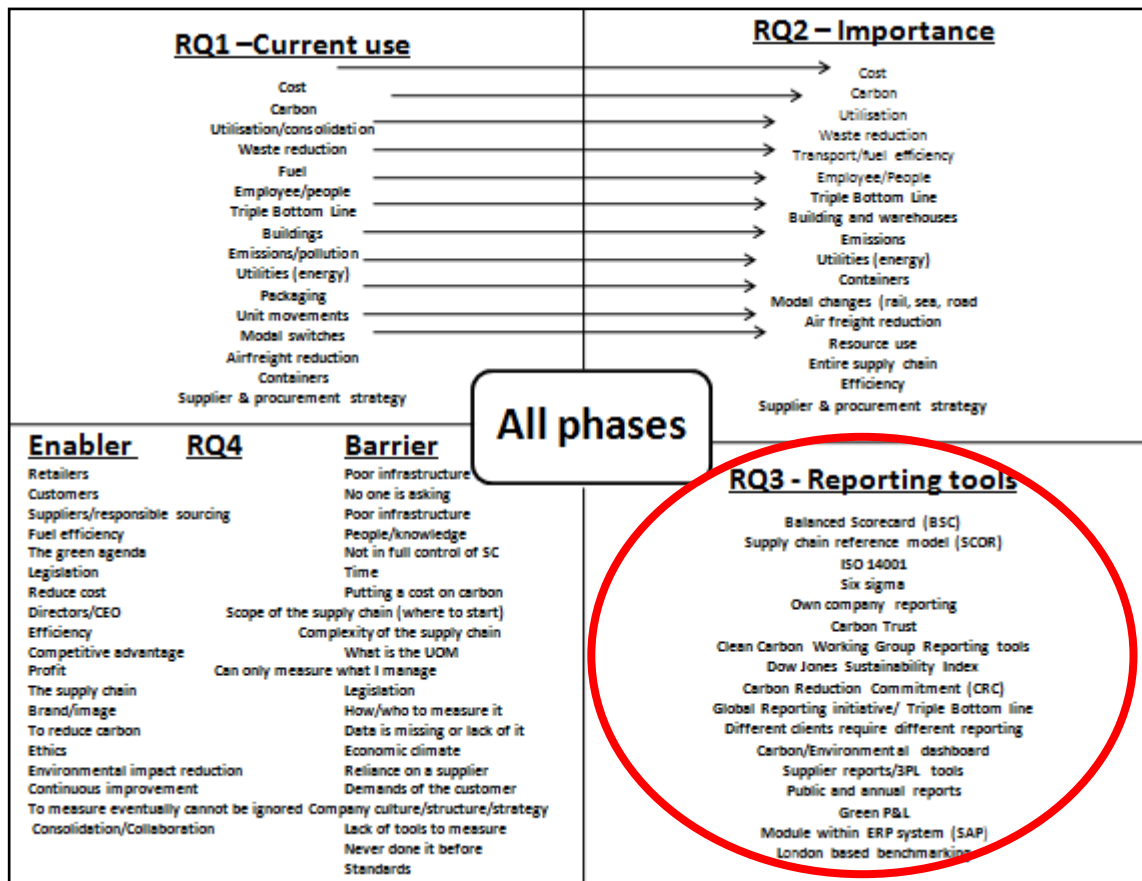 RQ1 –Current use
Cost
Carbon
Utilisation/consolidation
Waste reduction
Fuel
Employee/people
Triple Bottom Line
Buildings
Emissions/pollution
Utilities (energy)
Packaging
Unit movements
Modal switches
Airfreight reduction
Containers
Supplier & procurement strategy
RQ2 – Importance
Cost
Carbon
Utilisation
Waste reduction
Transport/fuel efficiency
Employee/People
Triple Bottom Line
Building and warehouses
Emissions
Utilities (energy)
Containers
Modal changes (rail, sea, road
Air freight reduction
Resource use
Entire supply chain
Efficiency
Supplier & procurement strategy
All phases
Enabler RQ4 Barrier
Retailers Poor infrastructure
Customers No one is asking
Suppliers/responsible sourcing Poor infrastructure
Fuel efficiency People/knowledge
The green agenda Not in full control of SC
Legislation Time
Reduce cost Putting a cost on carbon
Directors/CEO Scope of the supply chain (where to start)
Efficiency Complexity of the supply chain
Competitive advantage What is the UOM
Profit Can only measure what I manage
The supply chain Legislation
Brand/image How/who to measure it
To reduce carbon Data is missing or lack of it
Ethics Economic climate
Environmental impact reduction Reliance on a supplier
Continuous improvement Demands of the customer
To measure eventually cannot be ignored Company culture/structure/strategy
Consolidation/Collaboration Lack of tools to measure
Never done it before
Standards
RQ3 - Reporting tools
Balanced Scorecard (BSC)
Supply chain reference model (SCOR)
ISO 14001
Six sigma
Own company reporting
Carbon Trust
Clean Carbon Working Group Reporting tools
Dow Jones Sustainability Index
Carbon Reduction Commitment (CRC)
Global Reporting initiative/ Triple Bottom line
Different clients require different reporting
Carbon/Environmental dashboard
Supplier reports/3PL tools
Public and annual reports
Green P&L
Module within ERP system (SAP)
London based benchmarking